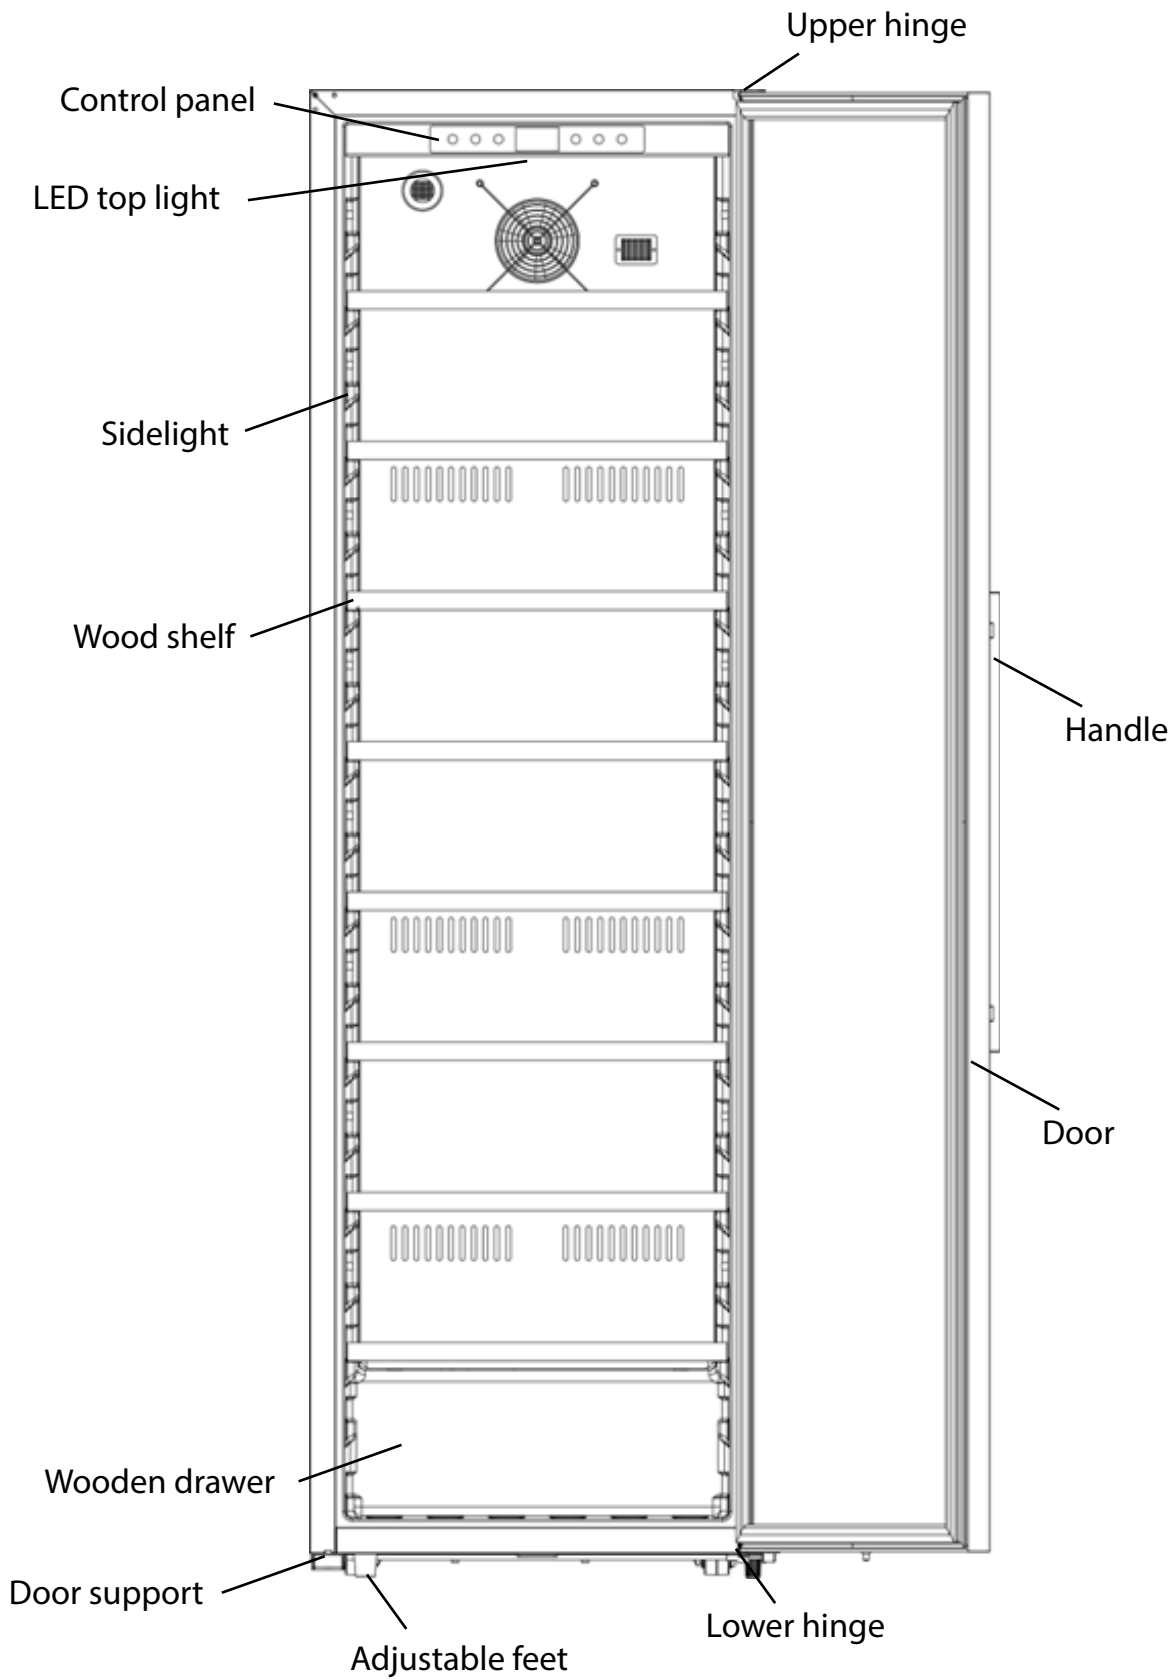 Upper hinge
Control panel
LED top light
Sidelight
Wood shelf
Handle
Door
Wooden drawer
Door support
Lower hinge
Adjustable feet